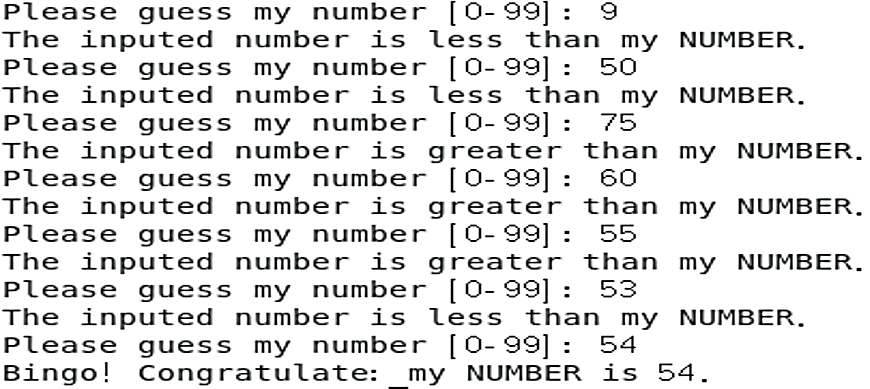 Please guess my number [0-99]: 9
The inputed number is less than my NUMBER.
Please guess my number [0-99]: 50
The inputed number is less than my NUMBER.
Please guess my number [0-99]: 75
The inputed number is greater than my NUMBER.
Please guess my number [0-99]: 60
The inputed number is greater than my NUMBER.
Please guess my number [0-99]: 55
The inputed number is greater than my NUMBER.
Please guess my number [0-99]: 53
The inputed number is less than my NUMBER.
Please guess my number [0-99]: 54
Bingo! Congratulate: _my NUMBER is 54.